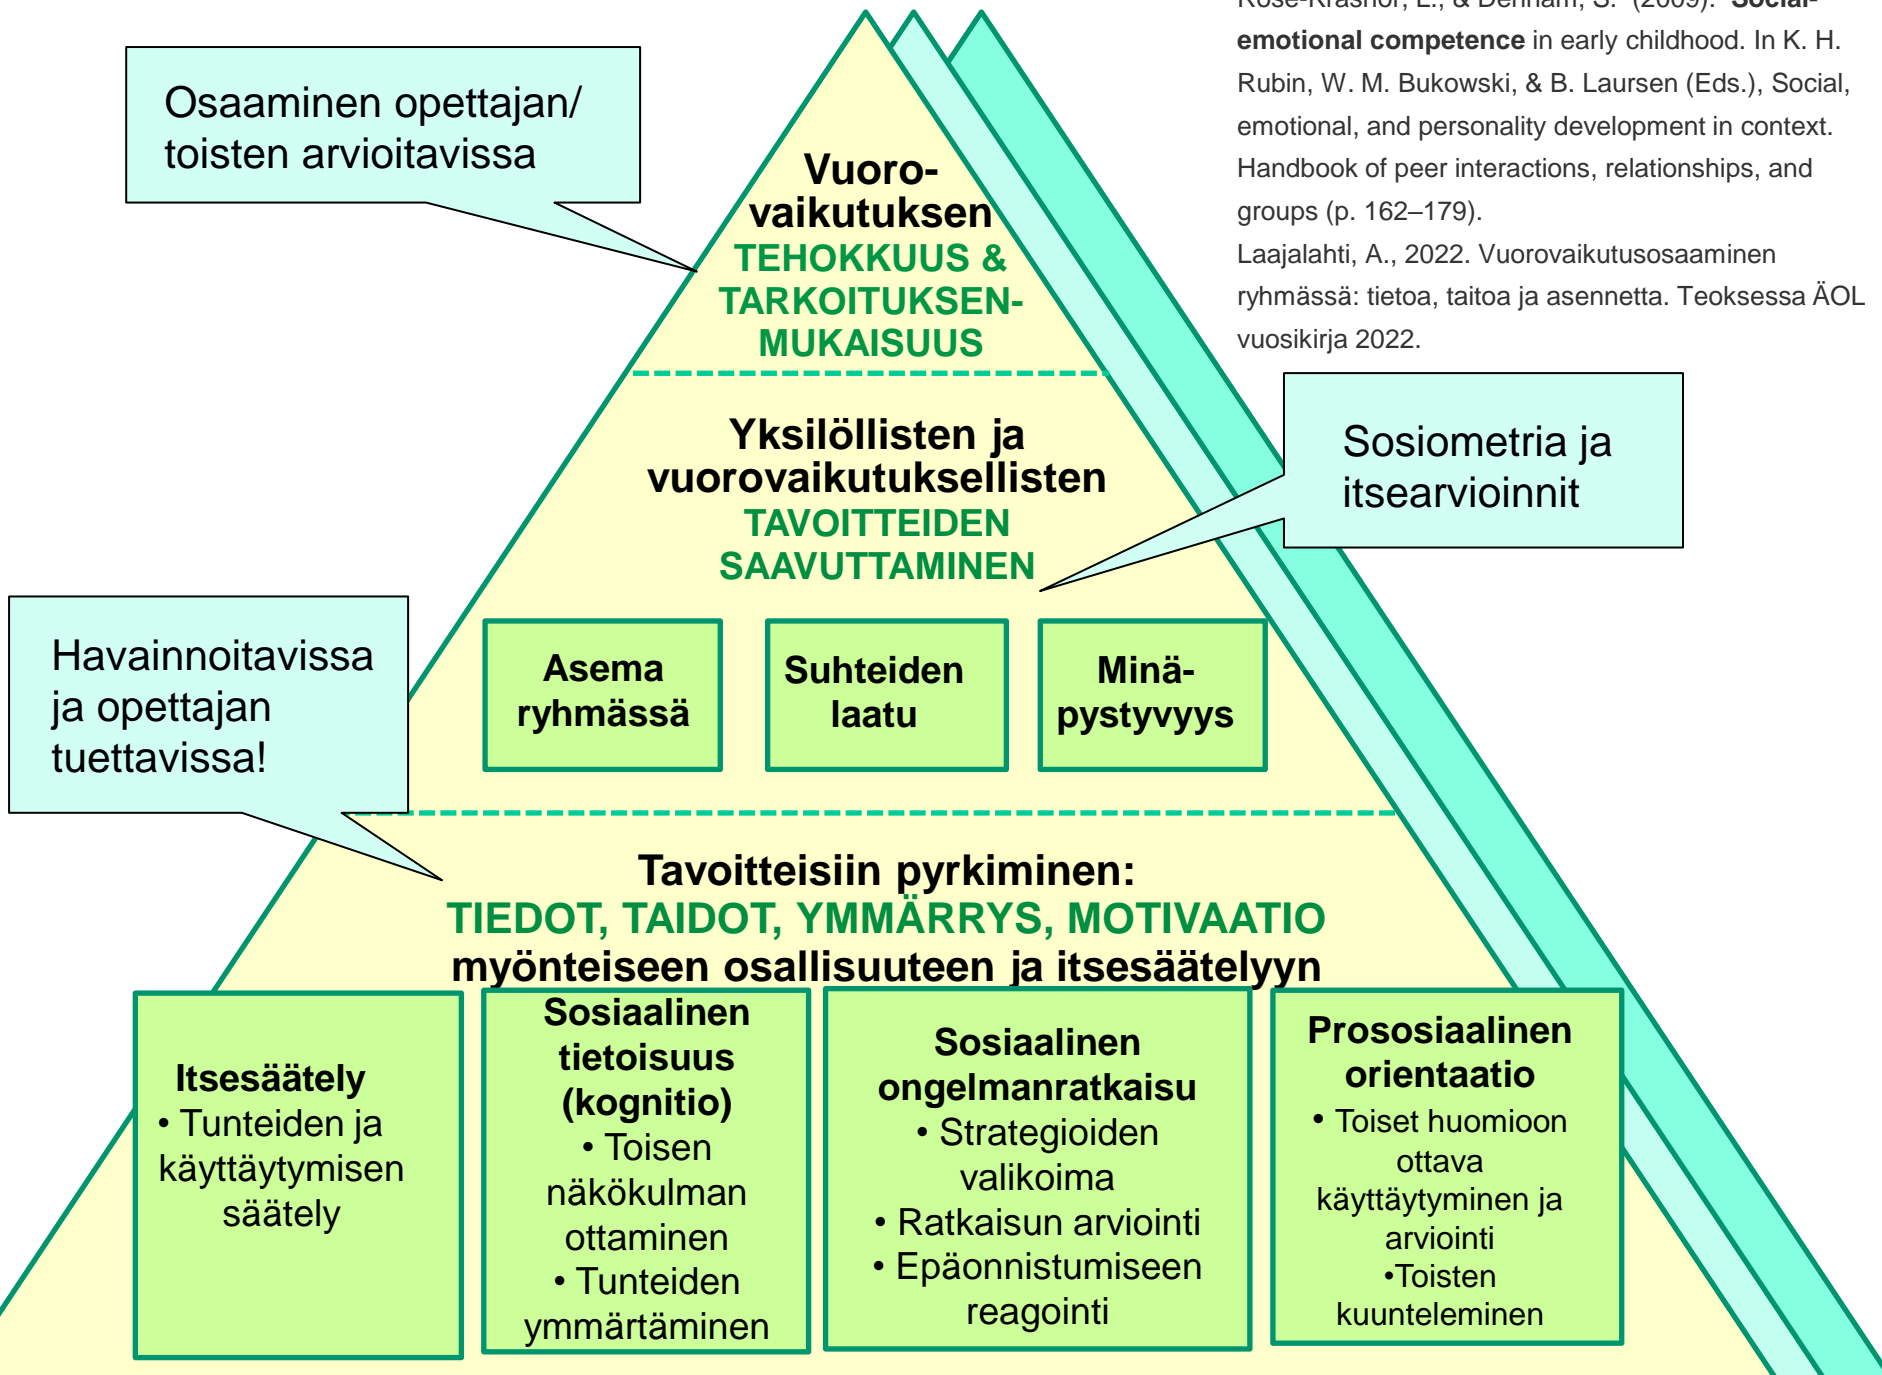 Rose-Krasnor, L., & Denham, S. (2009). Social-
emotional competence in early childhood. In K. H.
Rubin, W. M. Bukowski, & B. Laursen (Eds.), Social,
emotional, and personality development in context.
Handbook of peer interactions, relationships, and
groups (p. 162–179).
Laajalahti, A., 2022. Vuorovaikutusosaaminen
ryhmässä: tietoa, taitoa ja asennetta. Teoksessa ÄOL
vuosikirja 2022.
Osaaminen opettajan/
toisten arvioitavissa
Vuoro-
vaikutuksen
TEHOKKUUS &
TARKOITUKSEN-
MUKAISUUS
Yksilöllisten ja
vuorovaikutuksellisten
TAVOITTEIDEN
SAAVUTTAMINEN
Sosiometria ja
itsearvioinnit
Asema
ryhmässä
Suhteiden
laatu
Minä-
pystyvyys
Havainnoitavissa
ja opettajan
tuettavissa!
Tavoitteisiin pyrkiminen:
TIEDOT, TAIDOT, YMMÄRRYS, MOTIVAATIO
myönteiseen osallisuuteen ja itsesäätelyyn
Itsesäätely
• Tunteiden ja
käyttäytymisen
säätely
Sosiaalinen
tietoisuus
(kognitio)
• Toisen
näkökulman
ottaminen
• Tunteiden
ymmärtäminen
Sosiaalinen
ongelmanratkaisu
• Strategioiden
valikoima
• Ratkaisun arviointi
• Epäonnistumiseen
reagointi
Prososiaalinen
orientaatio
• Toiset huomioon
ottava
käyttäytyminen ja
arviointi
•Toisten
kuunteleminen